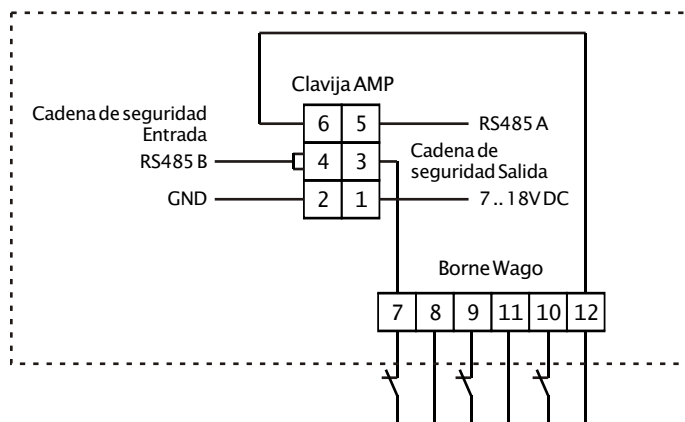 Clavija AMP
Cadena de seguridad
Entrada
6 5
RS485 A
RS485 B
4 3
Cadena de
seguridad Salida
GND
2 1
7 .. 18V DC
Borne Wago
7 8 9 11 10 12